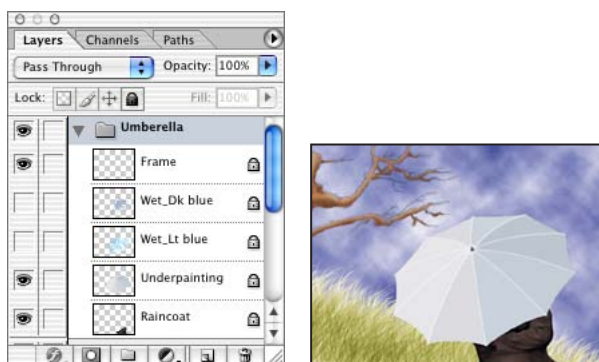 Layers Channels Paths
Pass Through Opacity: 100%
Lock: Fill: 100%
Umberella
Frame
Wet_Dk blue
Wet_Lt blue
Underpainting
Raincoat